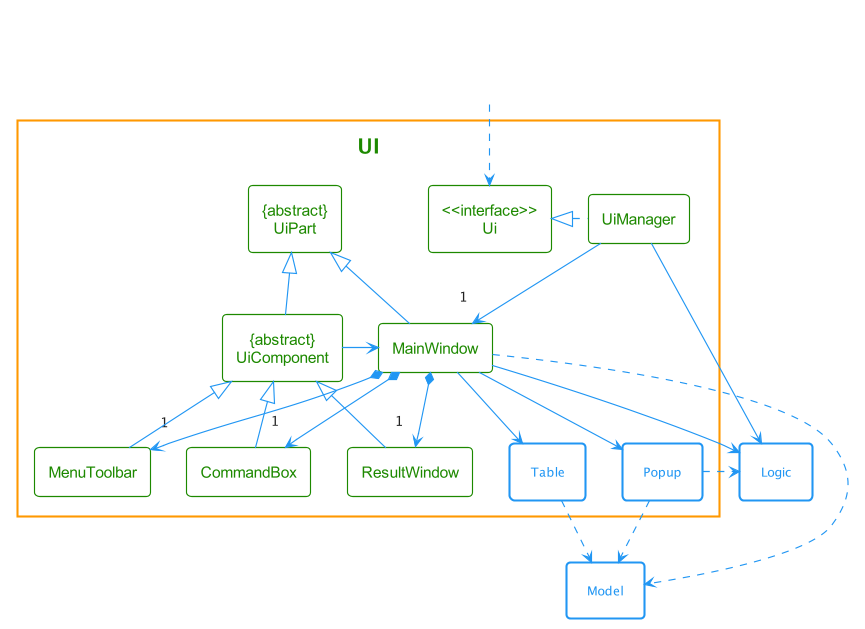 UI
{abstract}
UiPart
<<interface>>
Ui
UiManager
1
{abstract}
UiComponent
MainWindow
1
1
1
MenuToolbar
CommandBox
ResultWindow
Table
Popup
Logic
Model